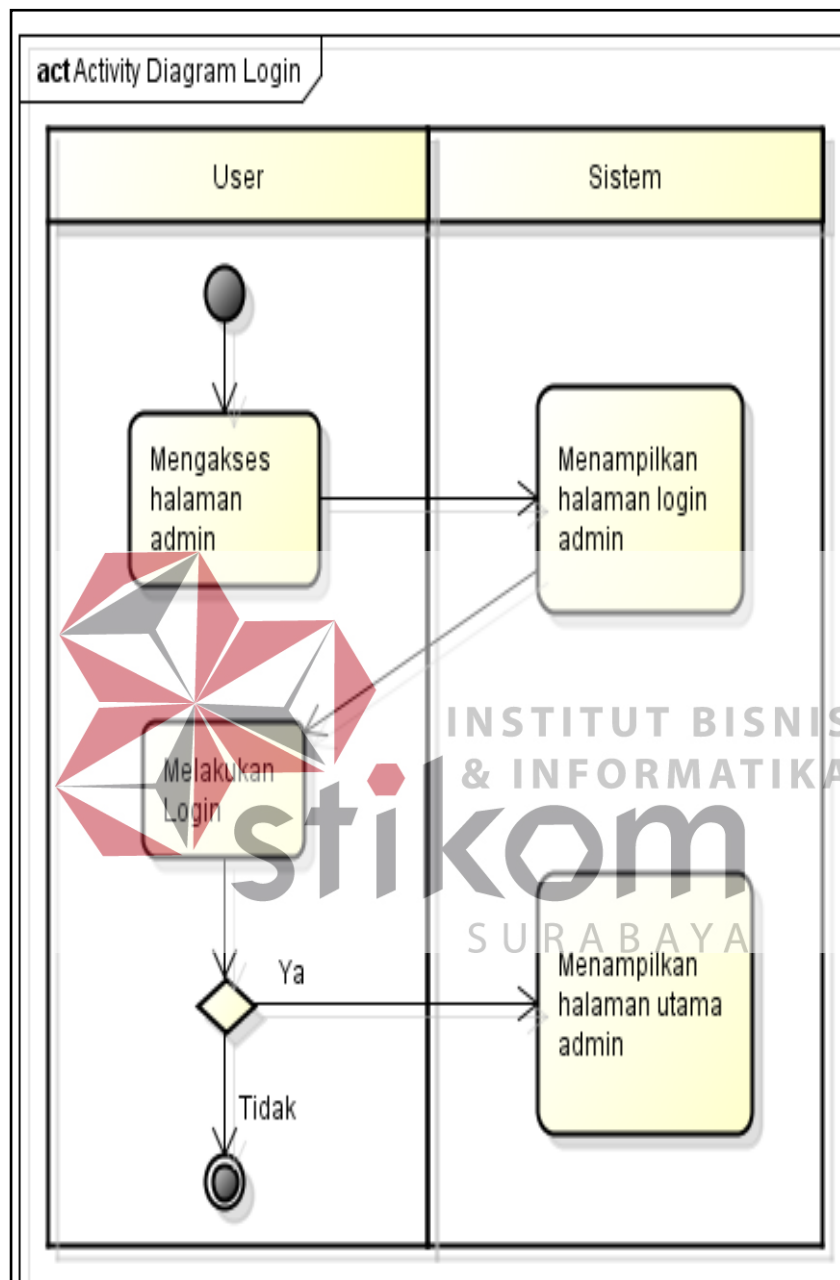 act Activity Diagram Login
User
Sistem
Mengakses
halaman
admin
Menampilkan
halaman login
admin
INSTITUT BISNIS
& INFORMATIKA
stikom
SURABAYA
Melakukan
Login
Ya
Menampilkan
halaman utama
admin
Tidak